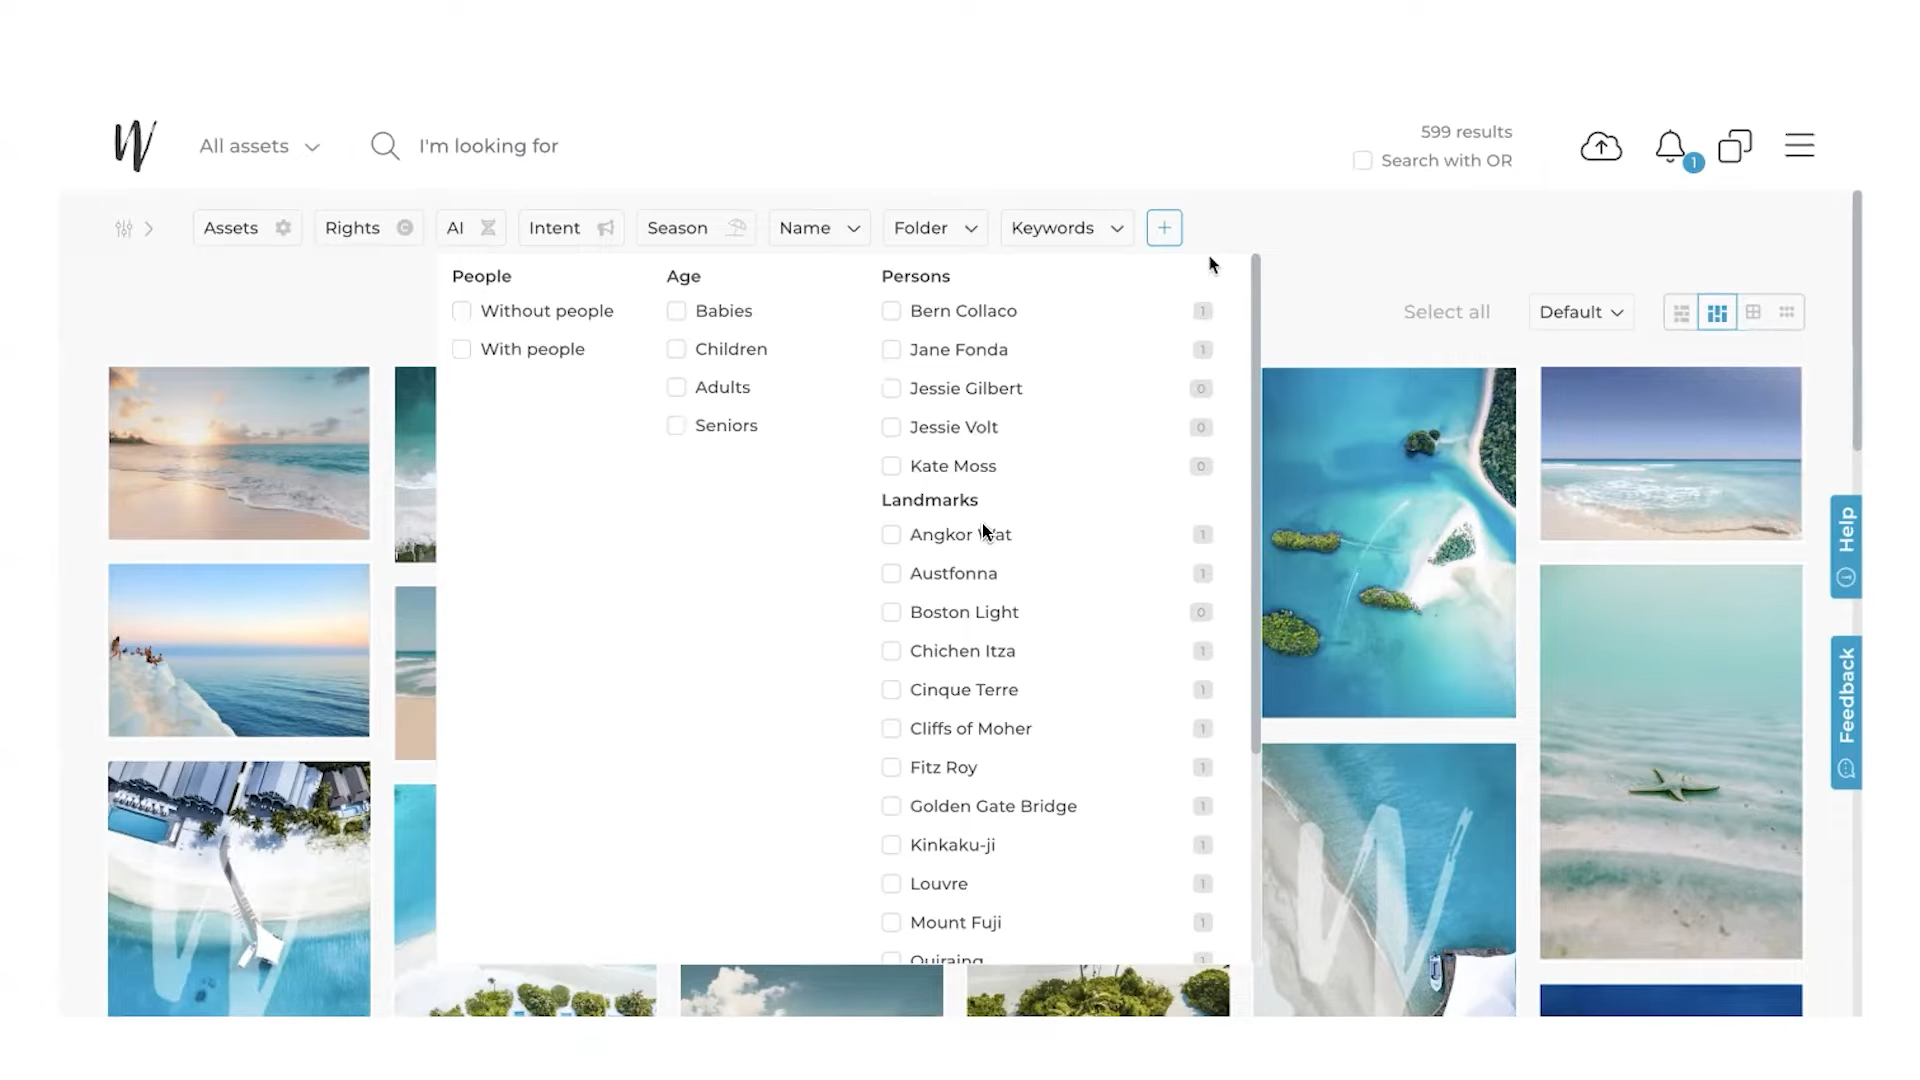 W
All assets
I'm looking for
599 results
Search with OR
1
Assets
Rights
AI
Intent
Season
Name
Folder
Keywords
+
Select all
Default
People
Without people
With people
Age
Babies
Children
Adults
Seniors
Persons
Bern Collaco 1
Jane Fonda 1
Jessie Gilbert 0
Jessie Volt 0
Kate Moss 0
Landmarks
Angkor Wat 1
Austfonna 1
Boston Light 0
Chichen Itza 1
Cinque Terre 1
Cliffs of Moher 1
Fitz Roy 1
Golden Gate Bridge 1
Kinkaku-ji 1
Louvre 1
Mount Fuji 1
Quiraing 1
Help
Feedback
W
W